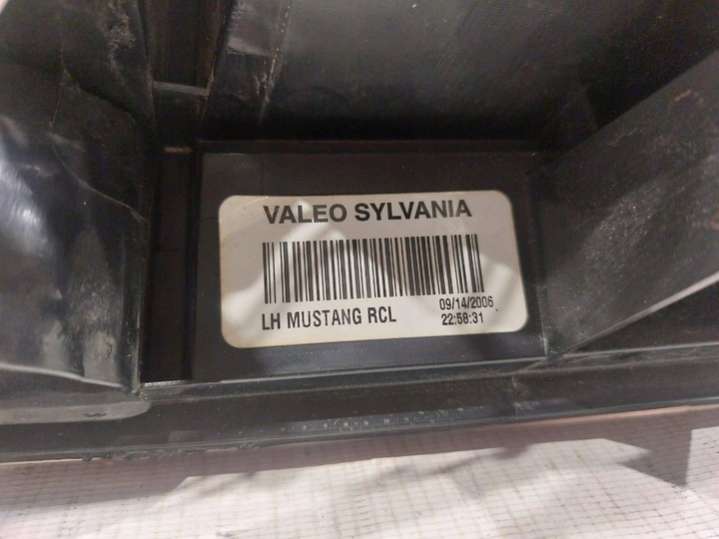 VALEO SYLVANIA
LH MUSTANG RCL 09/14/2006
22:58:31